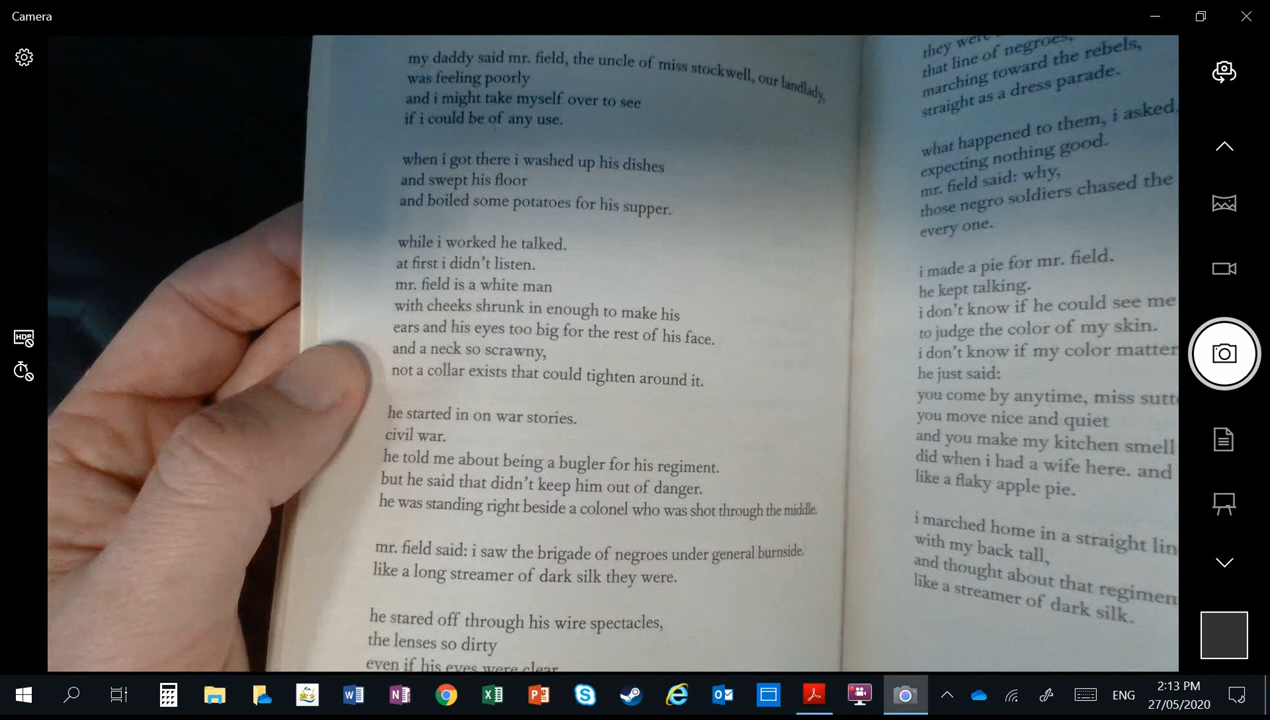 Camera
my daddy said mr. field, the uncle of miss stockwell, our landlady,
was feeling poorly
and i might take myself over to see
if i could be of any use.
when i got there i washed up his dishes
and swept his floor
and boiled some potatoes for his supper.
while i worked he talked.
at first i didn't listen.
mr. field is a white man
with cheeks shrunk in enough to make his
ears and his eyes too big for the rest of his face.
and a neck so scrawny,
not a collar exists that could tighten around it.
he started in on war stories.
civil war.
he told me about being a bugler for his regiment.
but he said that didn't keep him out of danger.
he was standing right beside a colonel who was shot through the middle.
mr. field said: i saw the brigade of negroes under general burnside.
like a long streamer of dark silk they were.
he stared off through his wire spectacles,
the lenses so dirty
even if his eyes were clear
they were
that line of negroes,
marching toward the rebels,
straight as a dress parade.
what happened to them, i asked,
expecting nothing good.
mr. field said: why,
those negro soldiers chased the
every one.
i made a pie for mr. field.
he kept talking.
i don't know if he could see me
to judge the color of my skin.
i don't know if my color matter
he just said:
you come by anytime, miss sutt
you move nice and quiet
and you make my kitchen smell
did when i had a wife here. and
like a flaky apple pie.
i marched home in a straight lin
with my back tall,
and thought about that regimen
like a streamer of dark silk.
HDR
ENG
2:13 PM
27/05/2020